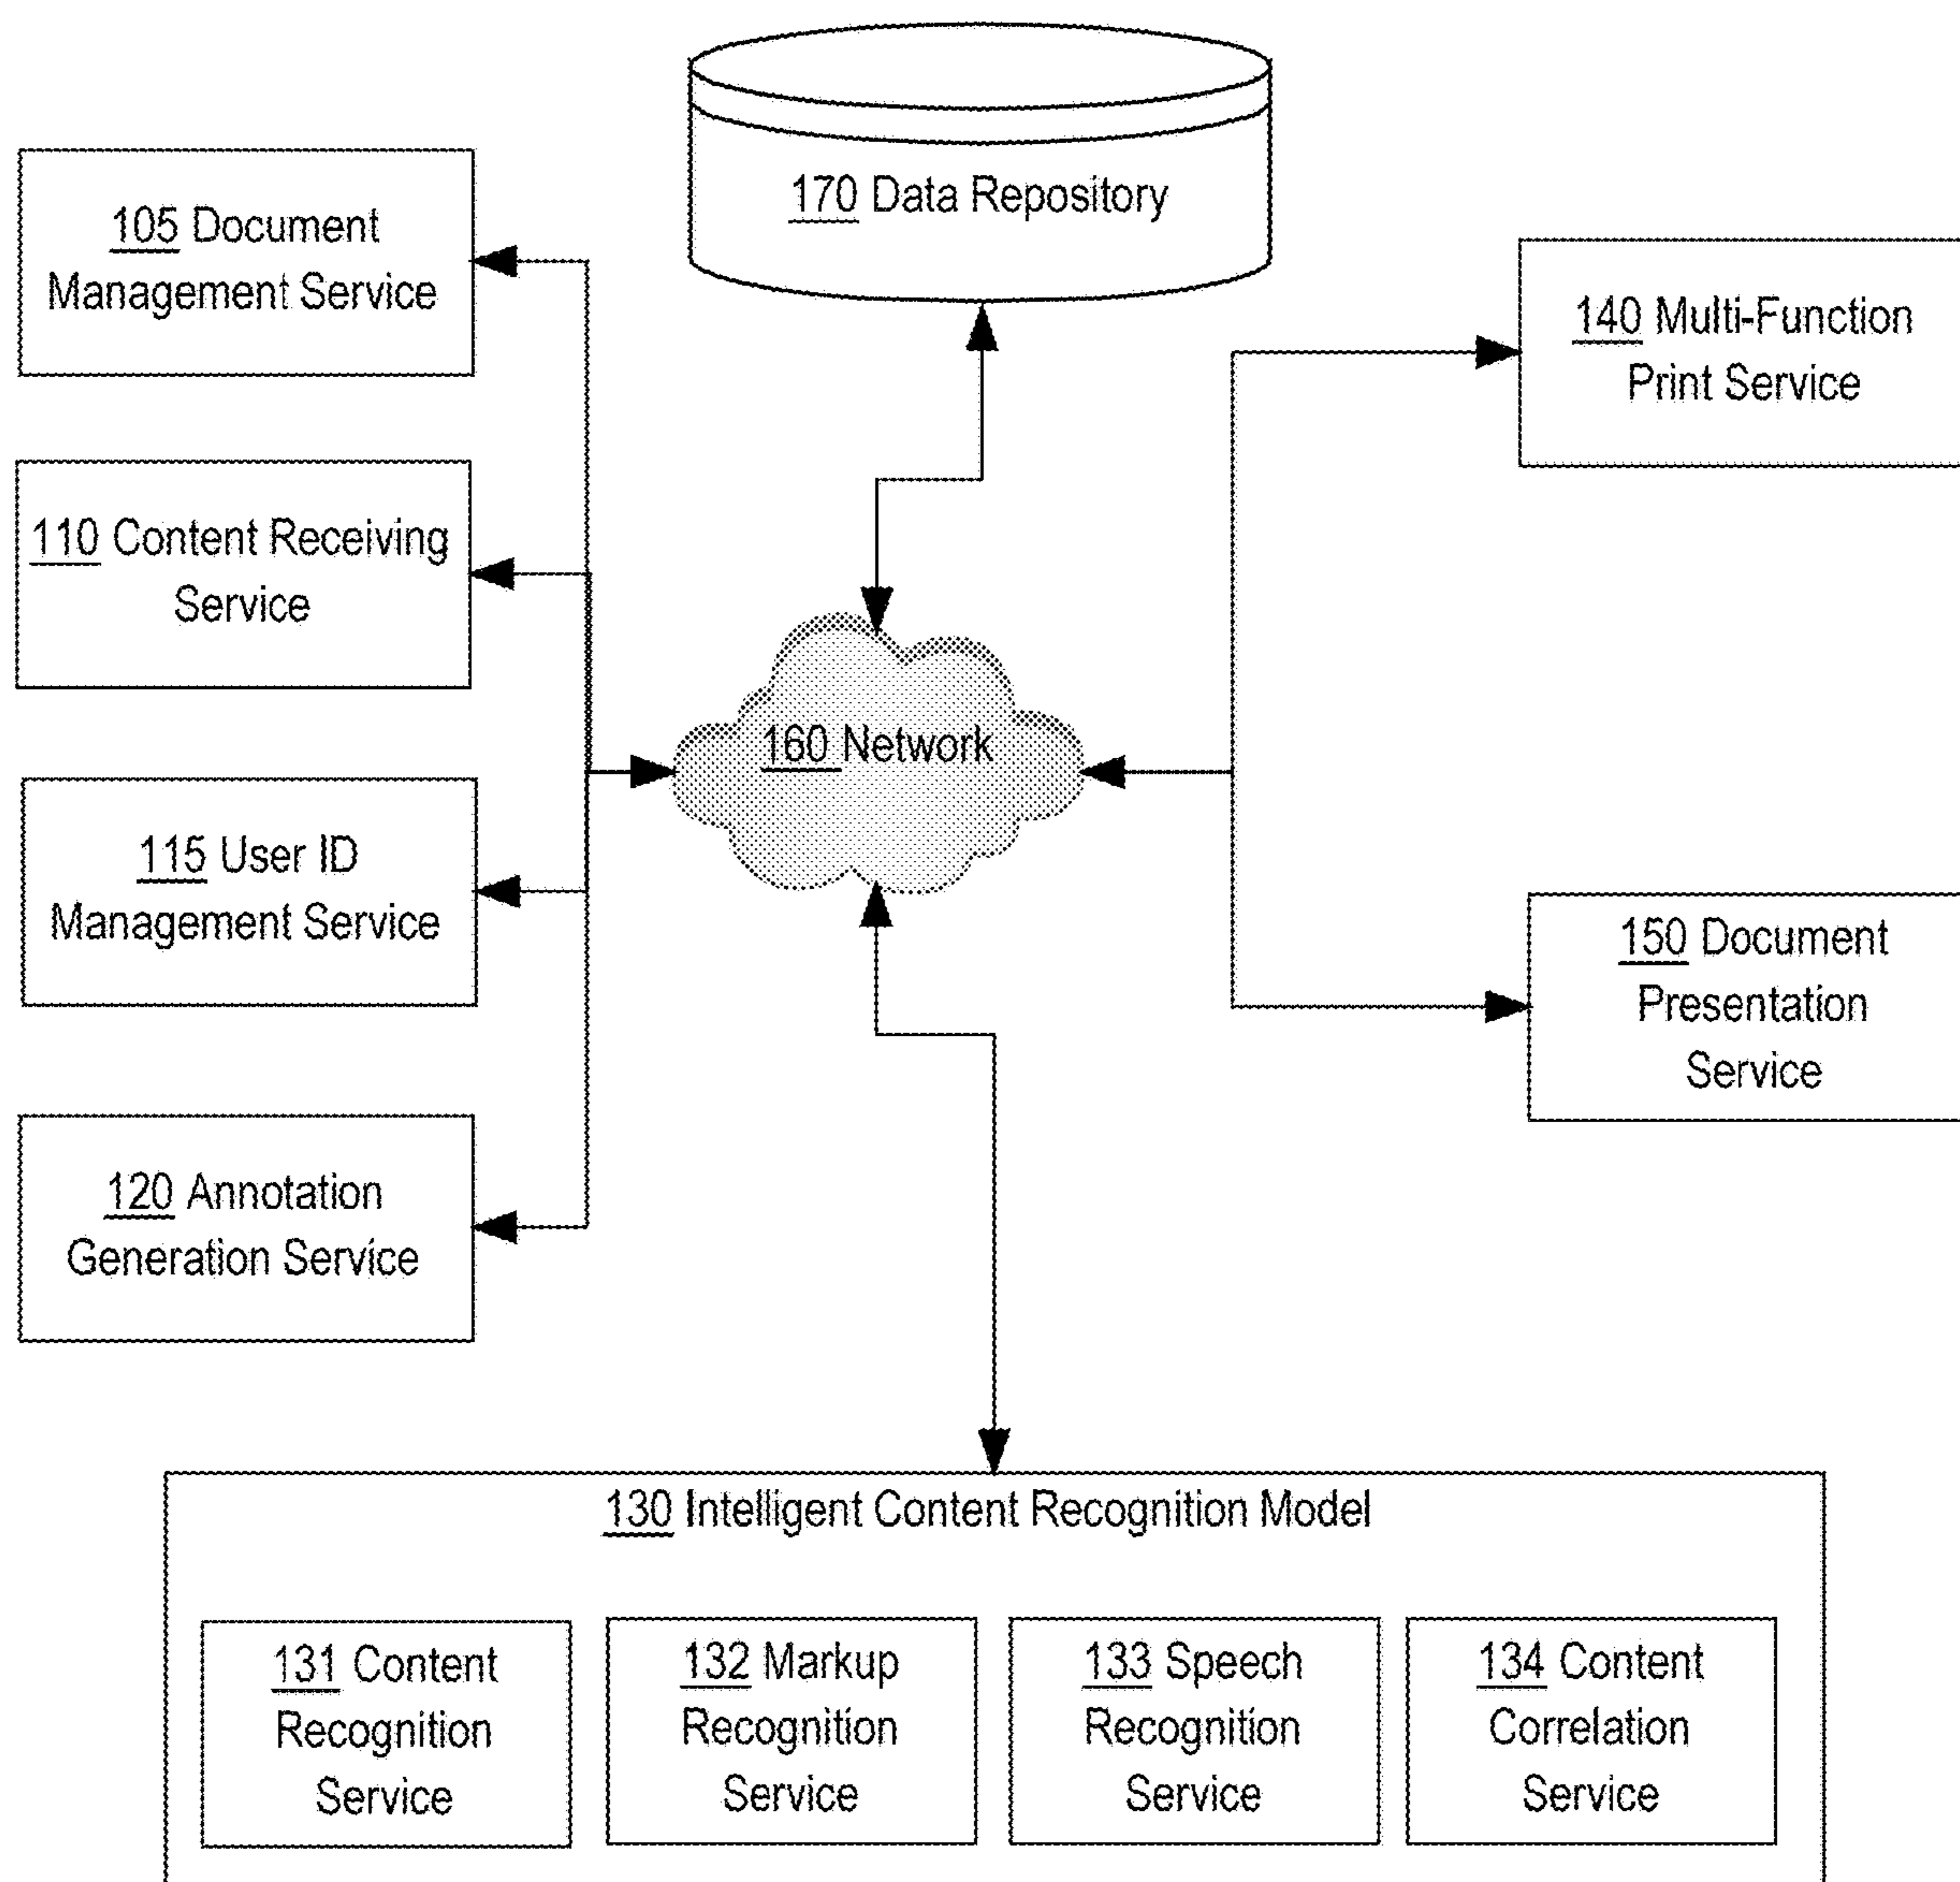 170 Data Repository
105 Document
Management Service
140 Multi-Function
Print Service
110 Content Receiving
Service
160 Network
115 User ID
Management Service
150 Document
Presentation
Service
120 Annotation
Generation Service
130 Intelligent Content Recognition Model
131 Content
Recognition
Service
132 Markup
Recognition
Service
133 Speech
Recognition
Service
134 Content
Correlation
Service